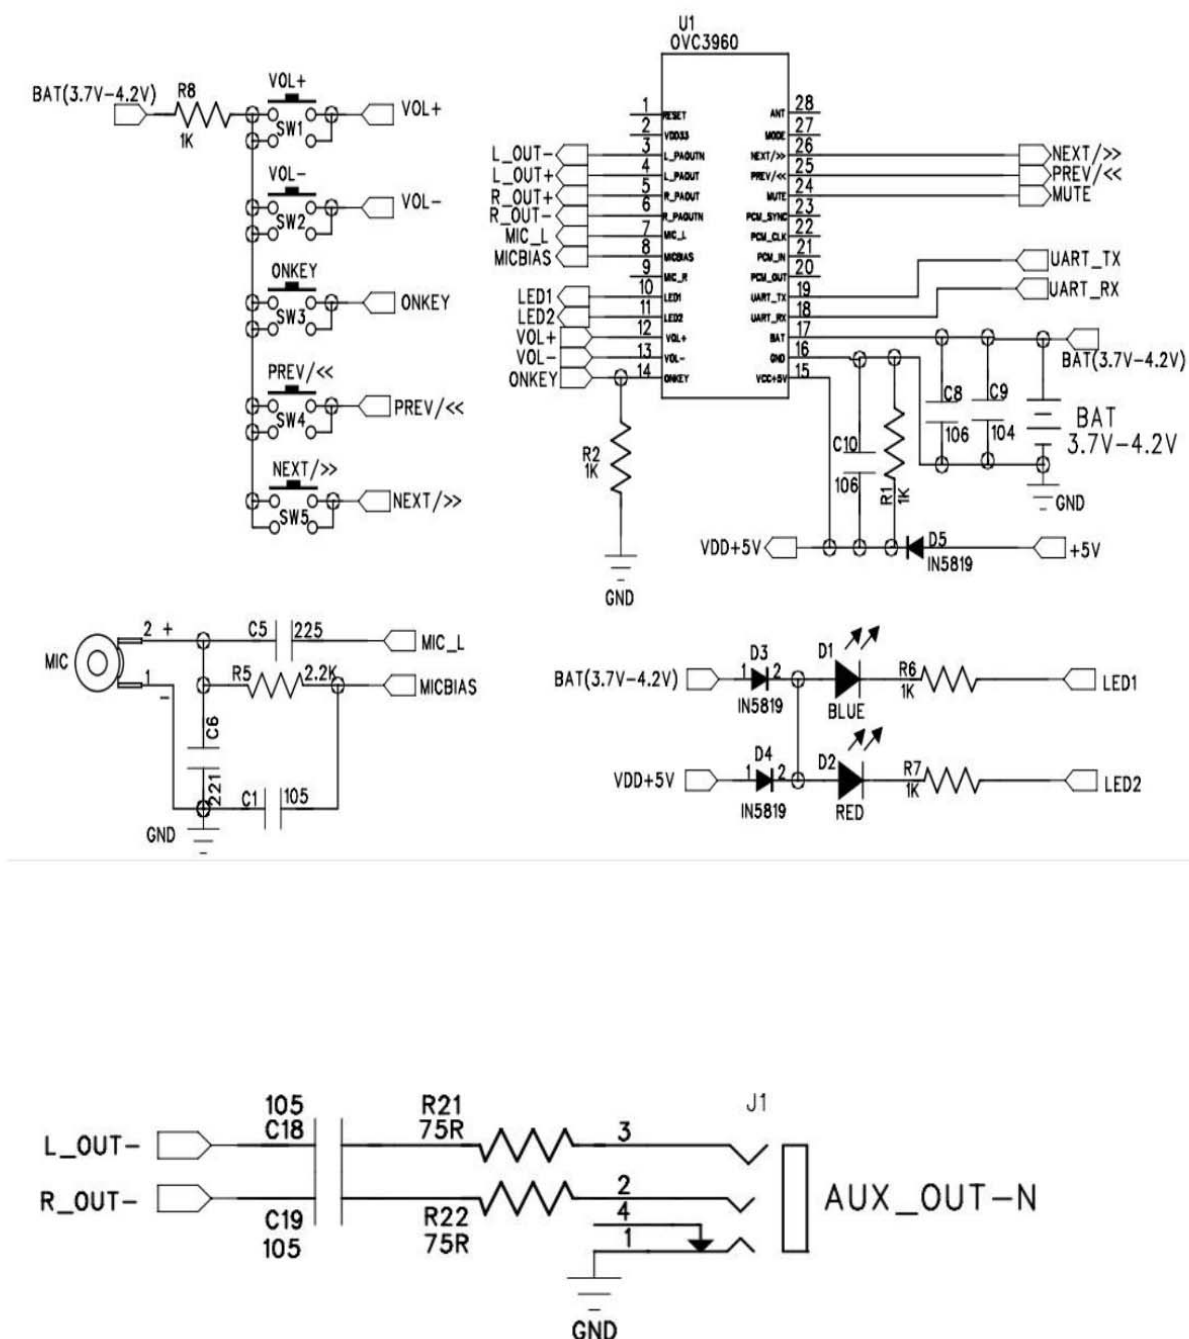 BAT(3.7V-4.2V)
R8
1K
VOL+
SW1
VOL+
VOL-
SW2
VOL-
ONKEY
SW3
ONKEY
PREV/<<
SW4
PREV/<<
NEXT/>>
SW5
NEXT/>>
U1
OVC3960
1 RESET
2 VDD33
L_OUT- 3 L_PAOUTN
L_OUT+ 4 L_PAOUT
R_OUT+ 5 R_PAOUT
R_OUT- 6 R_PAOUTN
MIC_L 7 MIC_L
MICBIAS 8 MICBIAS
9 MIC_R
LED1 10 LED1
LED2 11 LED2
VOL+ 12 VOL+
VOL- 13 VOL-
ONKEY 14 ONKEY
ANT 28
MODE 27
NEXT/>> 26 NEXT/>>
PREV/<< 25 PREV/<<
MUTE 24 MUTE
PCM_SYNC 23
PCM_CLK 22
PCM_IN 21
PCM_OUT 20
UART_TX 19 UART_TX
UART_RX 18 UART_RX
BAT 17
GND 16
VCC+5V 15
BAT(3.7V-4.2V)
R2
1K
GND
C10
106
R1
1K
C8
106
C9
104
BAT
3.7V-4.2V
GND
VDD+5V
D5
IN5819
+5V
MIC
2 +
1
-
C5 225
MIC_L
R5 2.2K
MICBIAS
C6
221
C1 105
GND
BAT(3.7V-4.2V)
1 D3 2
IN5819
D1
BLUE
R6
1K
LED1
VDD+5V
1 D4 2
IN5819
D2
RED
R7
1K
LED2
L_OUT-
105
C18
R21
75R
3
J1
R_OUT-
C19
105
R22
75R
2
4
1
AUX_OUT-N
GND